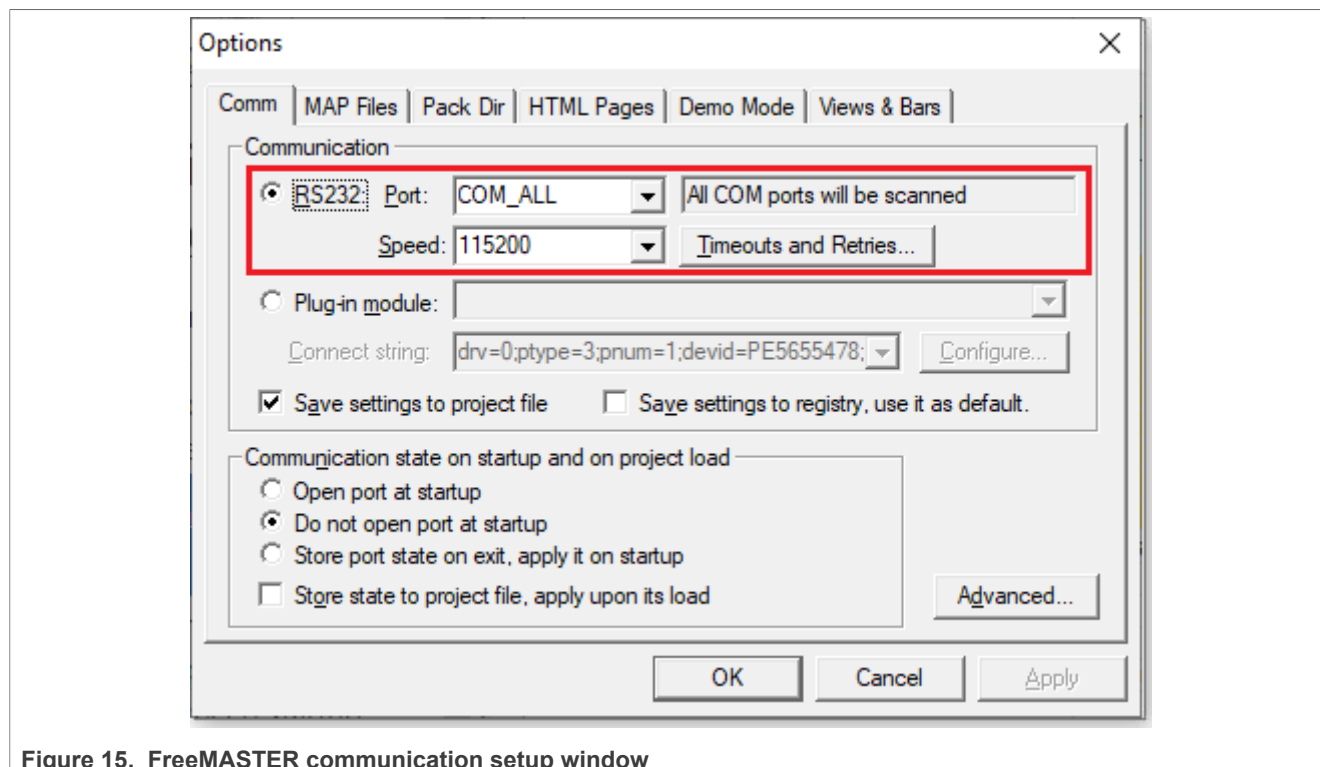 Options
Comm MAP Files Pack Dir HTML Pages Demo Mode Views & Bars
Communication
RS232: Port: COM_ALL All COM ports will be scanned
Speed: 115200 Timeouts and Retries...
Plug-in module:
Connect string: drv=0;ptype=3;pnum=1;devid=PE5655478; Configure...
Save settings to project file Save settings to registry, use it as default.
Communication state on startup and on project load
Open port at startup
Do not open port at startup
Store port state on exit, apply it on startup
Store state to project file, apply upon its load Advanced...
OK Cancel Apply
Figure 15. FreeMASTER communication setup window